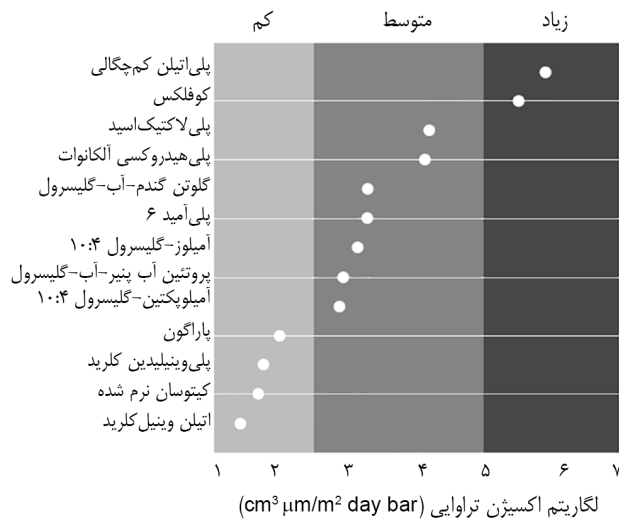 کم متوسط زیاد
پلی‌اتیلن کم‌چگالی
کوفلکس
پلی‌لاکتیک‌اسید
پلی‌هیدروکسی آلکانوات
گلوتن گندم-آب-گلیسرول
پلی‌آمید ۶
آمیلوز-گلیسرول ۱۰:۴
پروتئین آب پنیر-آب-گلیسرول
آمیلوپکتین-گلیسرول ۱۰:۴
پاراگون
پلی‌وینیلیدین کلرید
کیتوسان نرم شده
اتیلن وینیل‌کلرید
۱ ۲ ۳ ۴ ۵ ۶ ۷
لگاریتم اکسیژن تراوایی (cm³ μm/m² day bar)